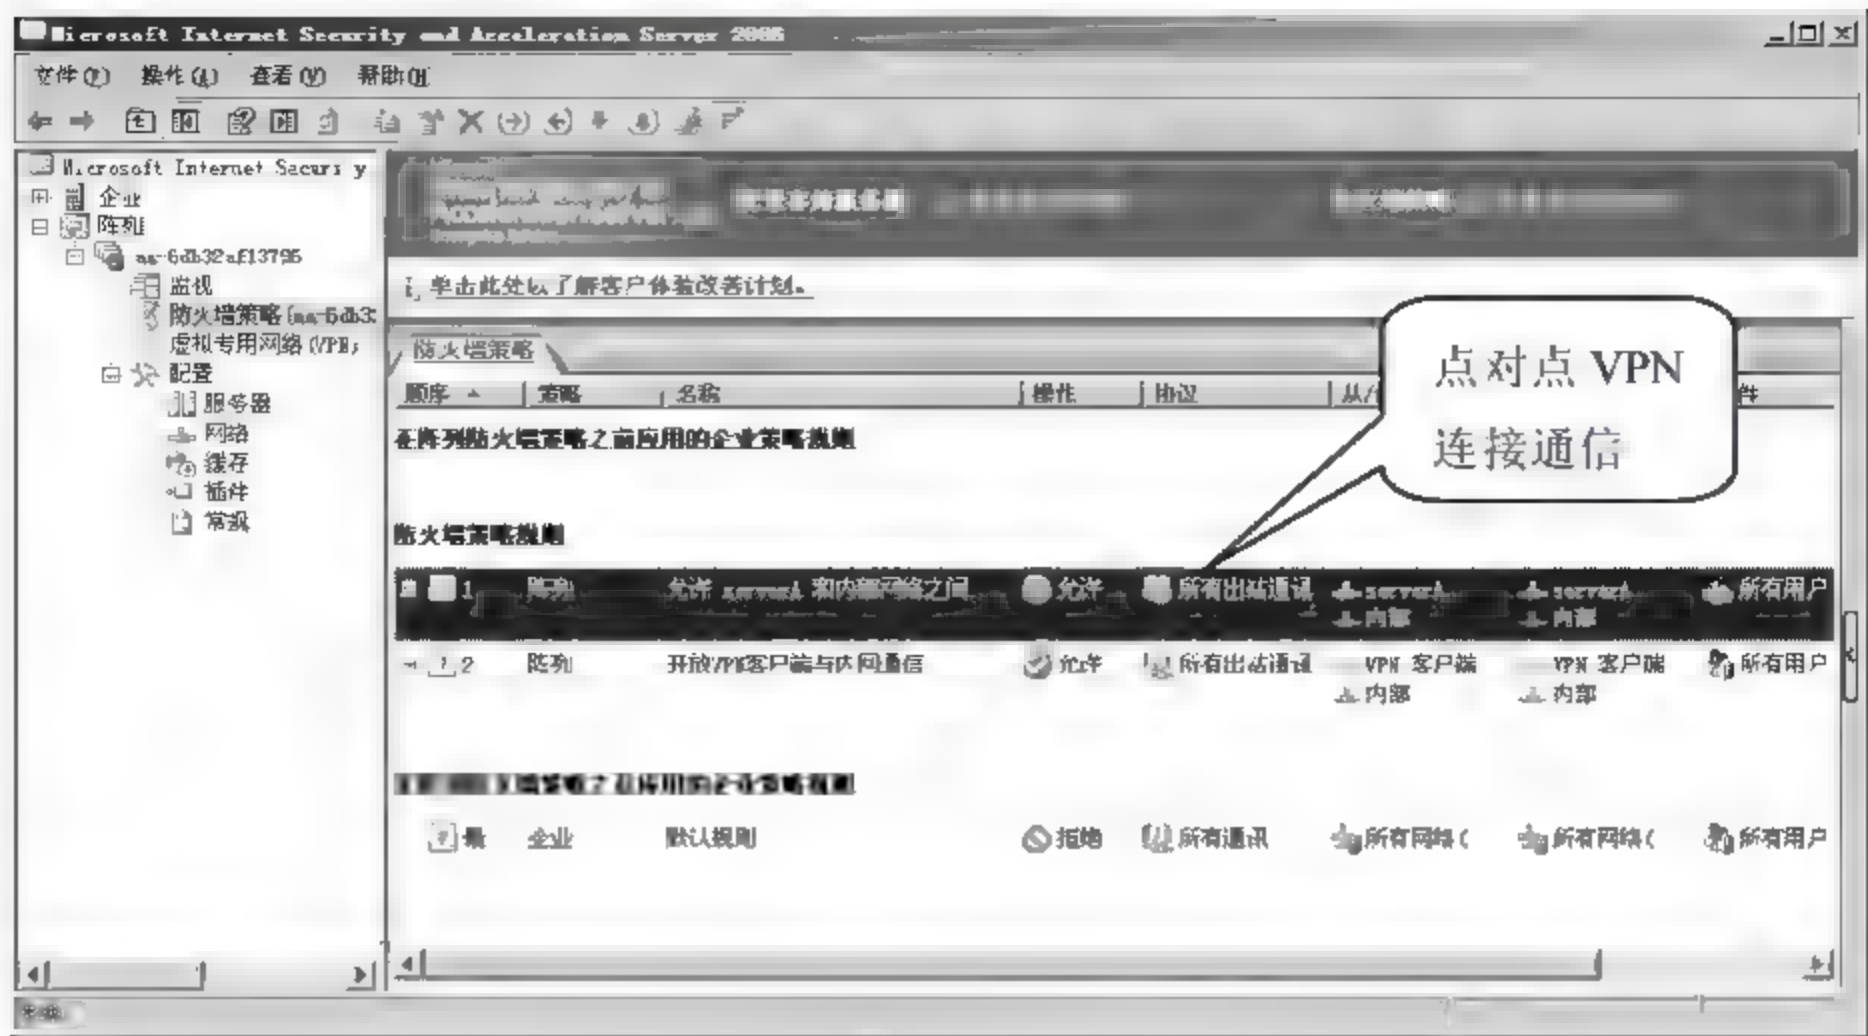 Microsoft Internet Security and Acceleration Server 2006
文件(F) 操作(A) 查看(V) 帮助(H)
Microsoft Internet Securi y
企业
阵列
6db32af13795
监视
防火墙策略
虚拟专用网络(VPN)
配置
服务器
网络
缓存
插件
常规
单击此处以了解客户体验改善计划。
防火墙策略
顺序 策略 名称 操作 协议 从/ 件
点对点 VPN
连接通信
在阵列防火墙策略之前应用的企业策略规则
防火墙策略规则
1 阵列 允许 和内部网络之间 允许 所有出站通讯 所有用户
内部 内部
2 阵列 开放VPN客户端与内网通信 允许 所有出站通讯 VPN 客户端 VPN 客户端 所有用户
内部 内部
最 企业 默认规则 拒绝 所有通讯 所有网络( 所有网络( 所有用户